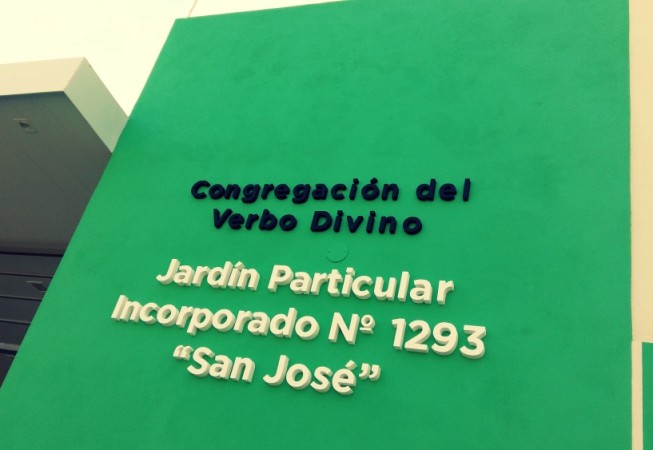 Congregación del
Verbo Divino
Jardín Particular
Incorporado Nº 1293
“San José”